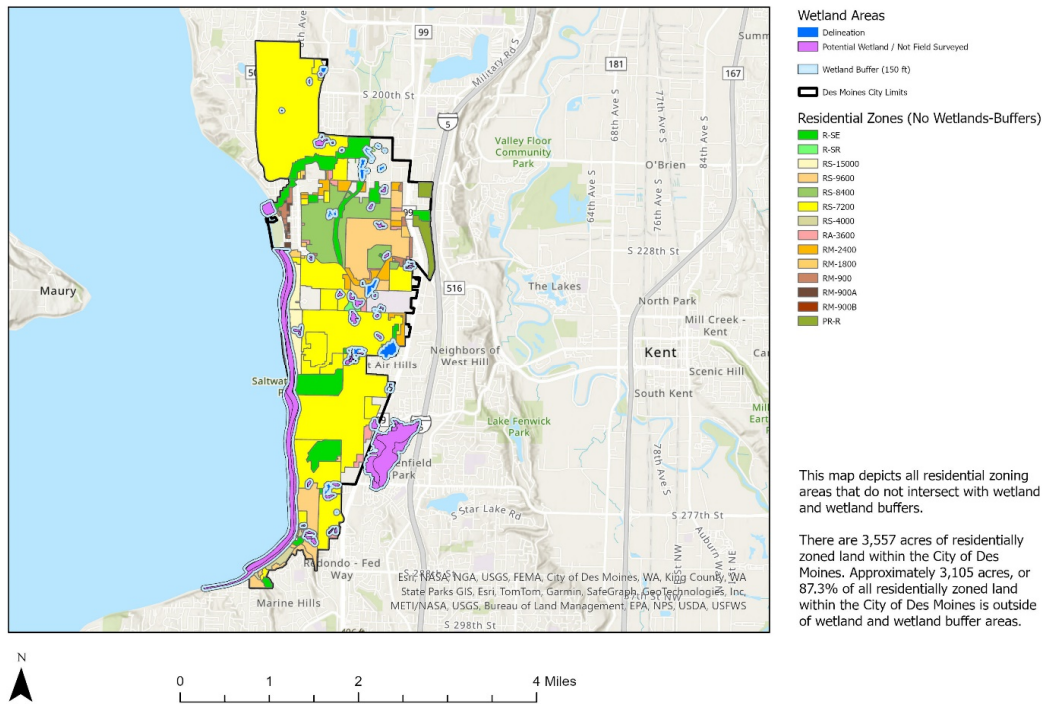 99
181
167
Military Rd S
S 200th St
5
68th Ave S
77th Ave S
84th Ave S
Valley Floor
Community
Park
O'Brien
64th Ave S
76th Ave S
99
S 228th St
516
Maury
The Lakes
North Park
Mill Creek -
Kent
Neighbors of
West Hill
Kent
Scenic Hill
South Kent
Lake Fenwick
Park
78th Ave S
S Star Lake Rd
S 277th St
Redondo - Fed
Way
Marine Hills
S 298th St
Esri, NASA, NGA, USGS, FEMA, City of Des Moines, WA, King County, WA
State Parks GIS, Esri, TomTom, Garmin, SafeGraph, GeoTechnologies, Inc,
METI/NASA, USGS, Bureau of Land Management, EPA, NPS, USDA, USFWS
N
0 1 2 4 Miles
Wetland Areas
Delineation
Potential Wetland / Not Field Surveyed
Wetland Buffer (150 ft)
Des Moines City Limits
Residential Zones (No Wetlands-Buffers)
R-SE
R-SR
RS-15000
RS-9600
RS-8400
RS-7200
RS-4000
RA-3600
RM-2400
RM-1800
RM-900
RM-900A
RM-900B
PR-R
This map depicts all residential zoning
areas that do not intersect with wetland
and wetland buffers.
There are 3,557 acres of residentially
zoned land within the City of Des
Moines. Approximately 3,105 acres, or
87.3% of all residentially zoned land
within the City of Des Moines is outside
of wetland and wetland buffer areas.